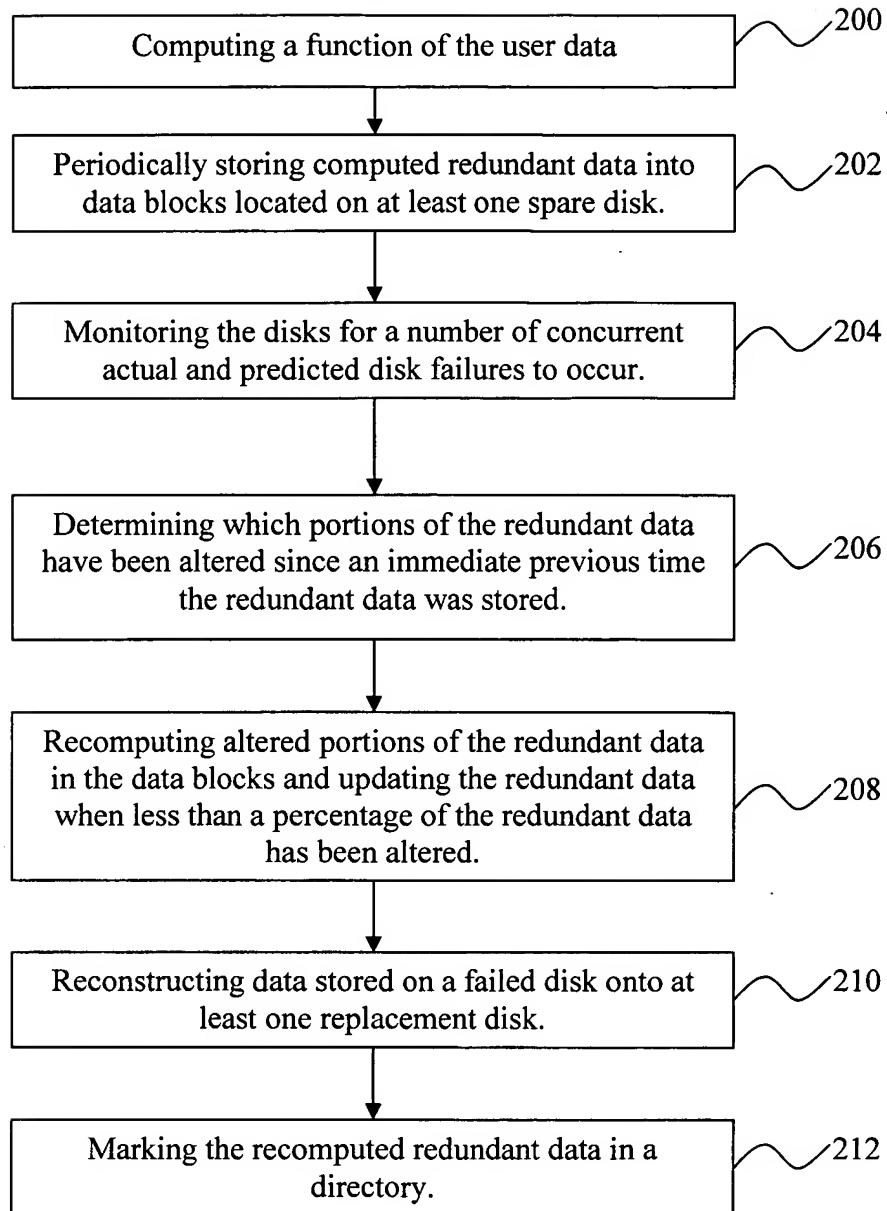 Computing a function of the user data
200
Periodically storing computed redundant data into
data blocks located on at least one spare disk.
202
Monitoring the disks for a number of concurrent
actual and predicted disk failures to occur.
204
Determining which portions of the redundant data
have been altered since an immediate previous time
the redundant data was stored.
206
Recomputing altered portions of the redundant data
in the data blocks and updating the redundant data
when less than a percentage of the redundant data
has been altered.
208
Reconstructing data stored on a failed disk onto at
least one replacement disk.
210
Marking the recomputed redundant data in a
directory.
212